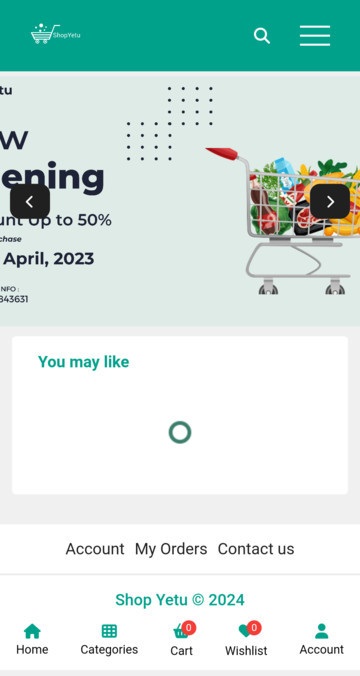 ShopYetu
tu
W
ening
unt Up to 50%
chase
April, 2023
NFO :
843631
You may like
Account My Orders Contact us
Shop Yetu © 2024
0 0
Home Categories Cart Wishlist Account